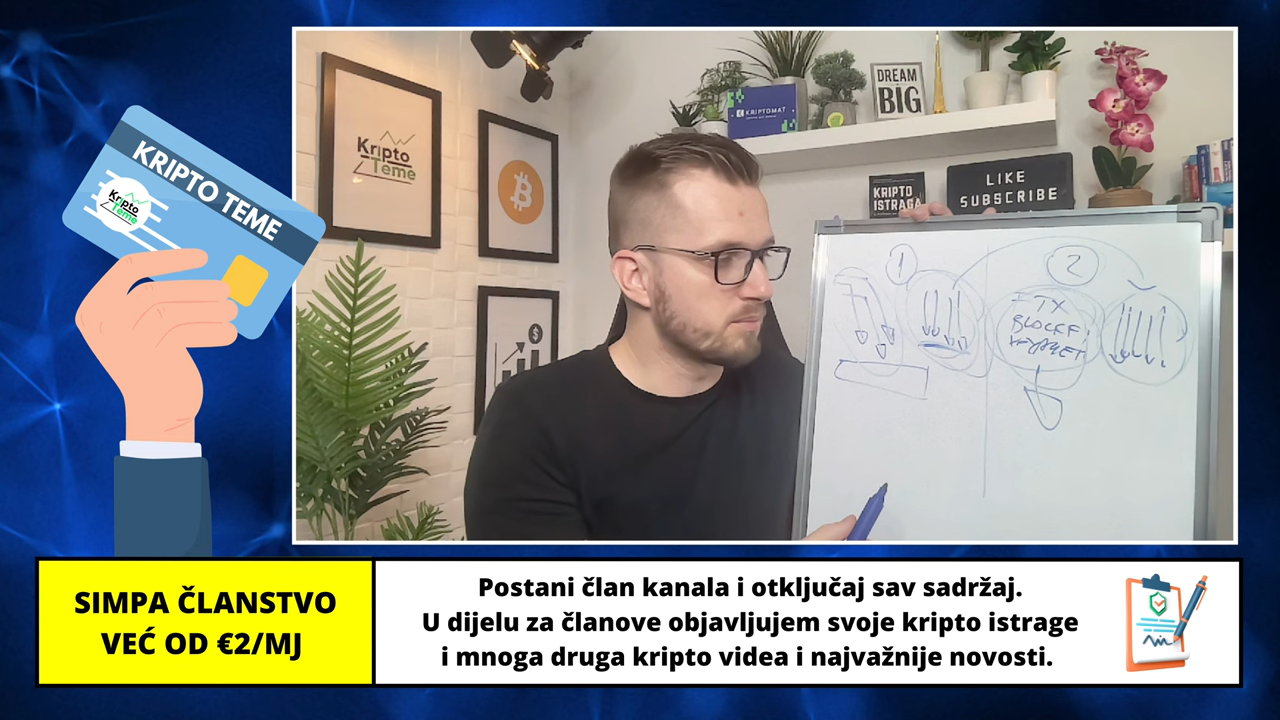 KRIPTO TEME
Kripto
Teme
Kripto
Teme
KRIPTOMAT
DREAM
BIG
KRIPTO
ISTRAGA
LIKE
SUBSCRIBE
1
2
FTX
BLOCKFI
SIMPA ČLANSTVO
VEĆ OD €2/MJ
Postani član kanala i otključaj sav sadržaj.
U dijelu za članove objavljujem svoje kripto istrage
i mnoga druga kripto videa i najvažnije novosti.